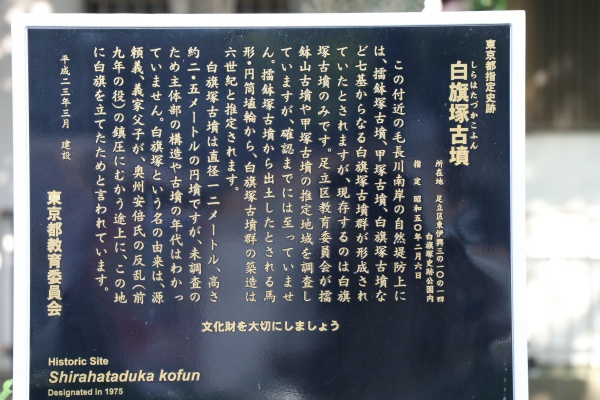 東京都指定史跡
しらはたづかこふん
白旗塚古墳
所在地 足立区東伊興三の一〇の一四
白旗塚史跡公園内
指定 昭和五〇年二月六日
この付近の毛長川南岸の自然堤防上に
は、擂鉢塚古墳、甲塚古墳、白旗塚古墳な
ど七基からなる白旗塚古墳群が形成され
ていたとされますが、現存するのは白旗
塚古墳のみです。足立区教育委員会が擂
鉢山古墳や甲塚古墳の推定地域を調査し
ていますが、確認までには至っていませ
ん。擂鉢塚古墳から出土したとされる馬
形・円筒埴輪から、白旗塚古墳群の築造は
六世紀と推定されます。
白旗塚古墳は直径一二メートル、高さ
約二・五メートルの円墳ですが、未調査の
ため主体部の構造や古墳の年代はわかっ
ていません。白旗塚という名の由来は、源
頼義、義家父子が、奥州安倍氏の反乱(前
九年の役)の鎮圧にむかう途上に、この地
に白旗を立てたためと言われています。
平成二三年三月 建設
東京都教育委員会
文化財を大切にしましょう
Historic Site
Shirahataduka kofun
Designated in 1975